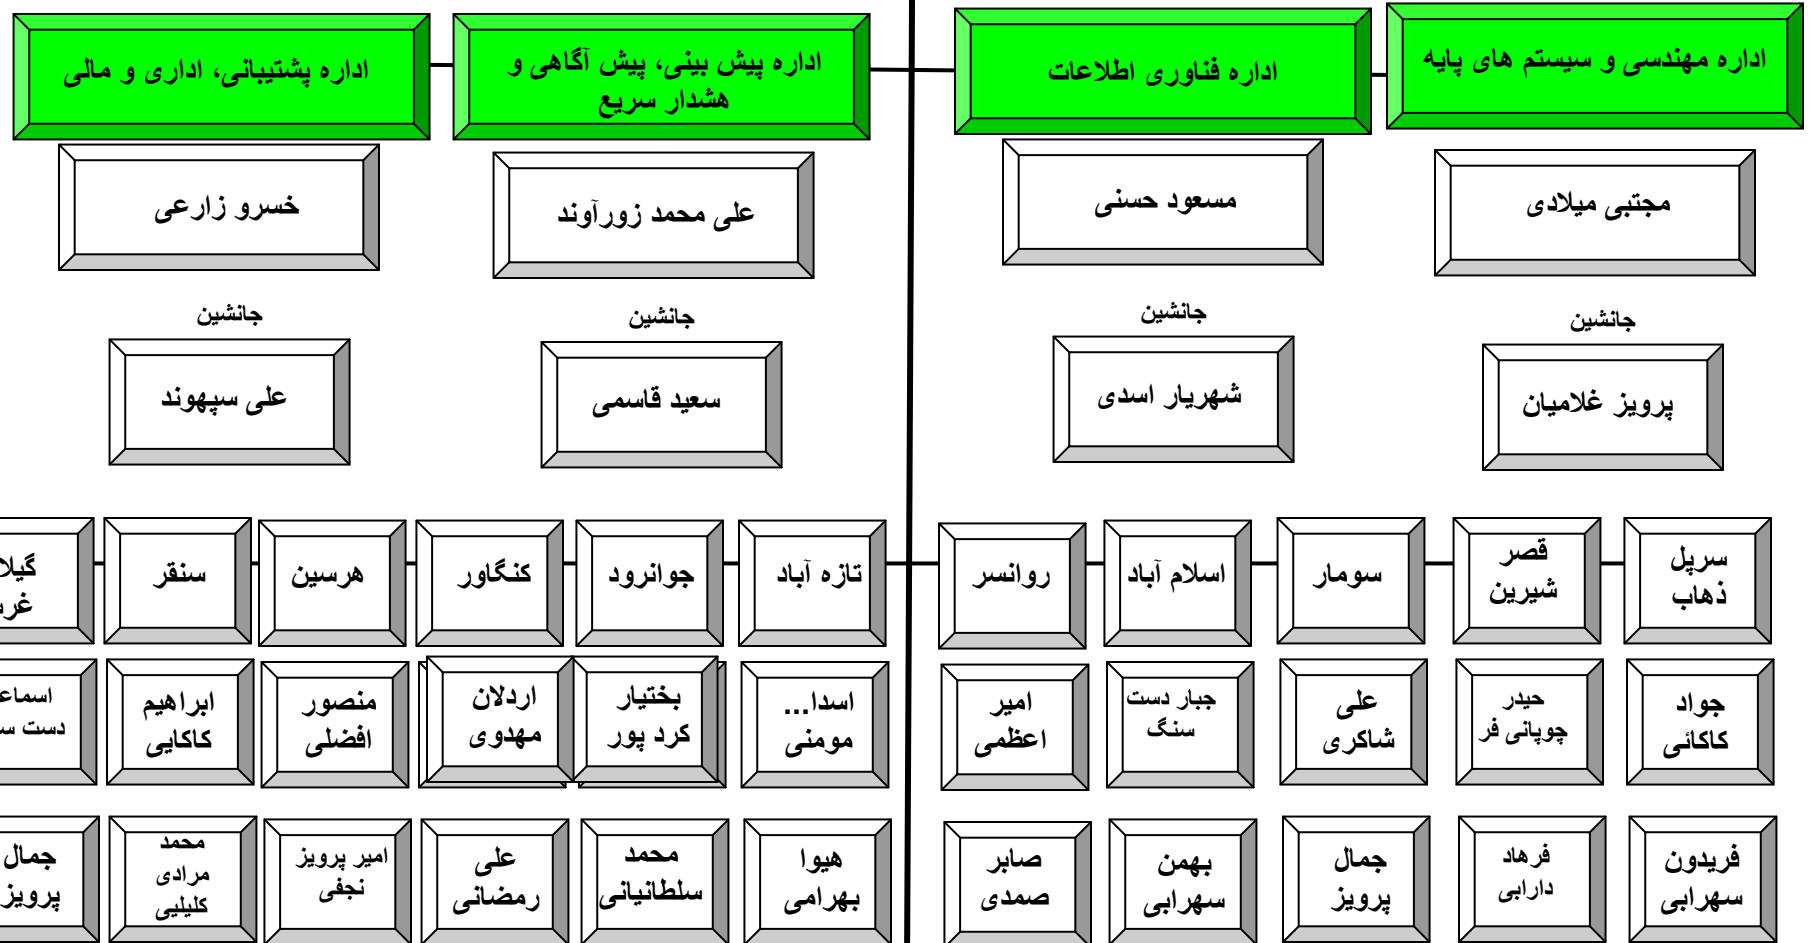 اداره مهندسی و سیستم های پایه
اداره فناوری اطلاعات
اداره پیش بینی، پیش آگاهی و
هشدار سریع
اداره پشتیبانی، اداری و مالی
مجتبی میلادی
مسعود حسنی
علی محمد زورآوند
خسرو زارعی
جانشین
جانشین
جانشین
جانشین
پرویز غلامیان
شهریار اسدی
سعید قاسمی
علی سپهوند
سرپل
ذهاب
قصر
شیرین
سومار
اسلام آباد
روانسر
تازه آباد
جوانرود
کنگاور
هرسین
سنقر
جواد
کاکائی
حیدر
چوپانی فر
علی
شاکری
جبار دست
سنگ
امیر
اعظمی
اسدا...
مومنی
بختیار
کرد پور
اردلان
مهدوی
منصور
افضلی
ابراهیم
کاکایی
دست
فریدون
سهرابی
فرهاد
دارابی
جمال
پرویز
بهمن
سهرابی
صابر
صمدی
هیوا
بهرامی
محمد
سلطانیانی
علی
رمضانی
امیر پرویز
نجفی
محمد
مرادی
کلیلیی
جمال
پرویز